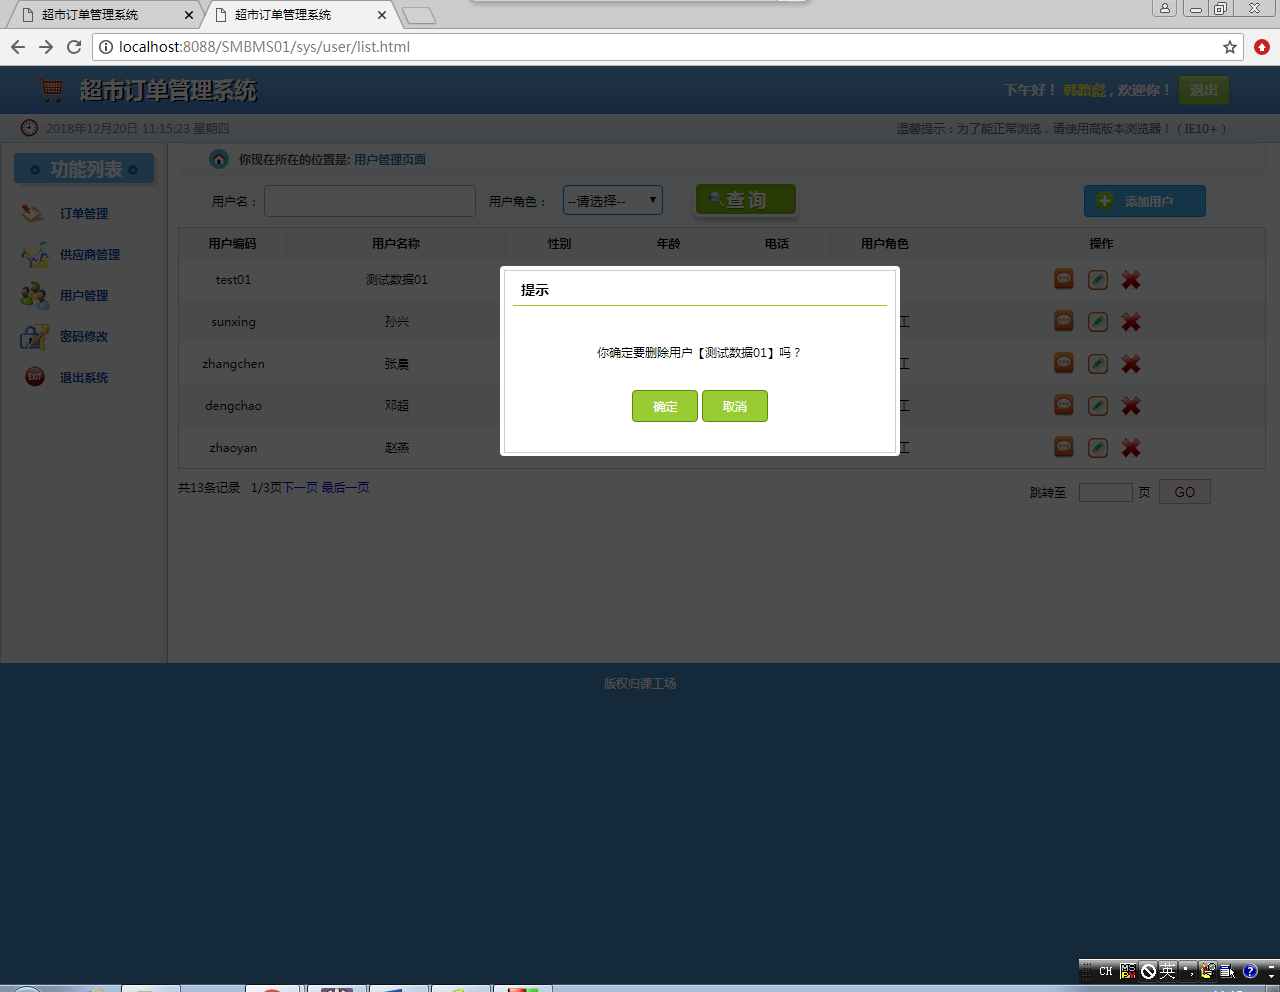 超市订单管理系统
超市订单管理系统
localhost:8088/SMBMS01/sys/user/list.html
超市订单管理系统
下午好！ 韩路彪 , 欢迎你！ 退出
2018年12月20日 11:15:23 星期四
温馨提示：为了能正常浏览，请使用高版本浏览器！（IE10+）
功能列表
订单管理
供应商管理
用户管理
密码修改
EXIT 退出系统
你现在所在的位置是: 用户管理页面
用户名： 用户角色： --请选择-- 查 询 添加用户
用户编码 用户名称 性别 年龄 电话 用户角色 操作
test01 测试数据01
sunxing 孙兴 工
zhangchen 张晨 工
dengchao 邓超 工
zhaoyan 赵燕 工
提示
你确定要删除用户【测试数据01】吗？
确定 取消
共13条记录 1/3页 下一页 最后一页
跳转至 页 GO
版权归课工场
CH 英